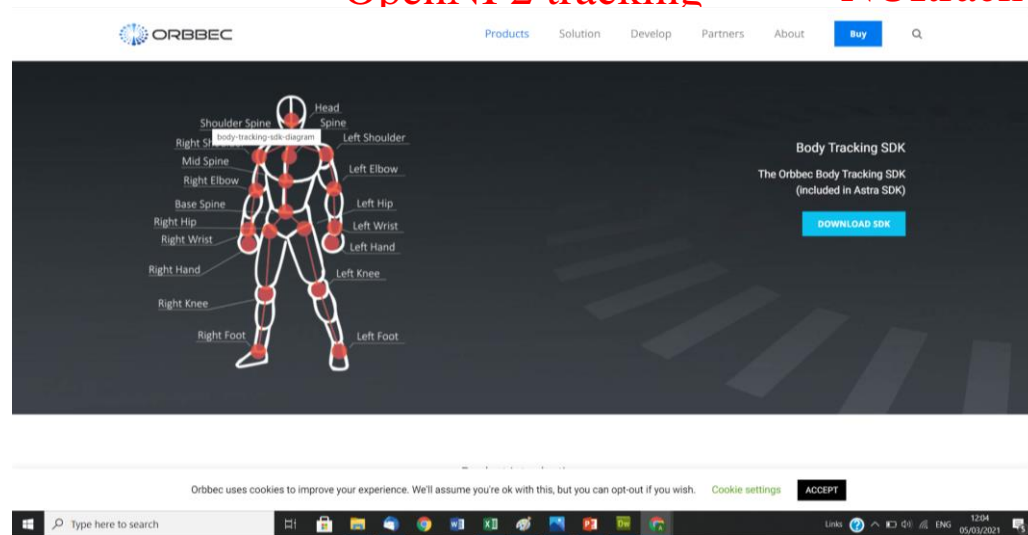 OpenNI 2 tracking
ORBBEC
Products Solution Develop Partners About Buy
Head
Shoulder Spine Spine
body-tracking-sdk-diagram
Left Shoulder
Mid Spine
Left Elbow
Right Elbow
Base Spine Left Hip
Right Hip
Left Wrist
Right Wrist
Left Hand
Right Hand
Left Knee
Right Knee
Right Foot Left Foot
Body Tracking SDK
The Orbbec Body Tracking SDK
(included in Astra SDK)
DOWNLOAD SDK
Orbbec uses cookies to improve your experience. We'll assume you're ok with this, but you can opt-out if you wish. Cookie settings ACCEPT
Type here to search
Links ENG 12:04
05/03/2021